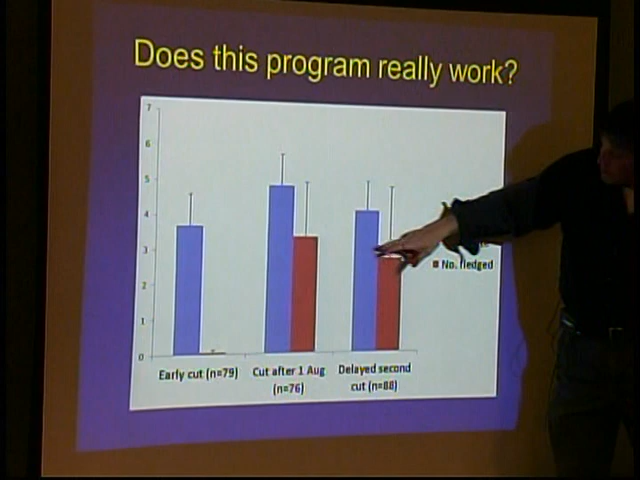 Does this program really work?
7
6
5
4
3
2
1
0
No. fledged
Early cut (n=79)
Cut after 1 Aug
(n=76)
Delayed second
cut (n=88)